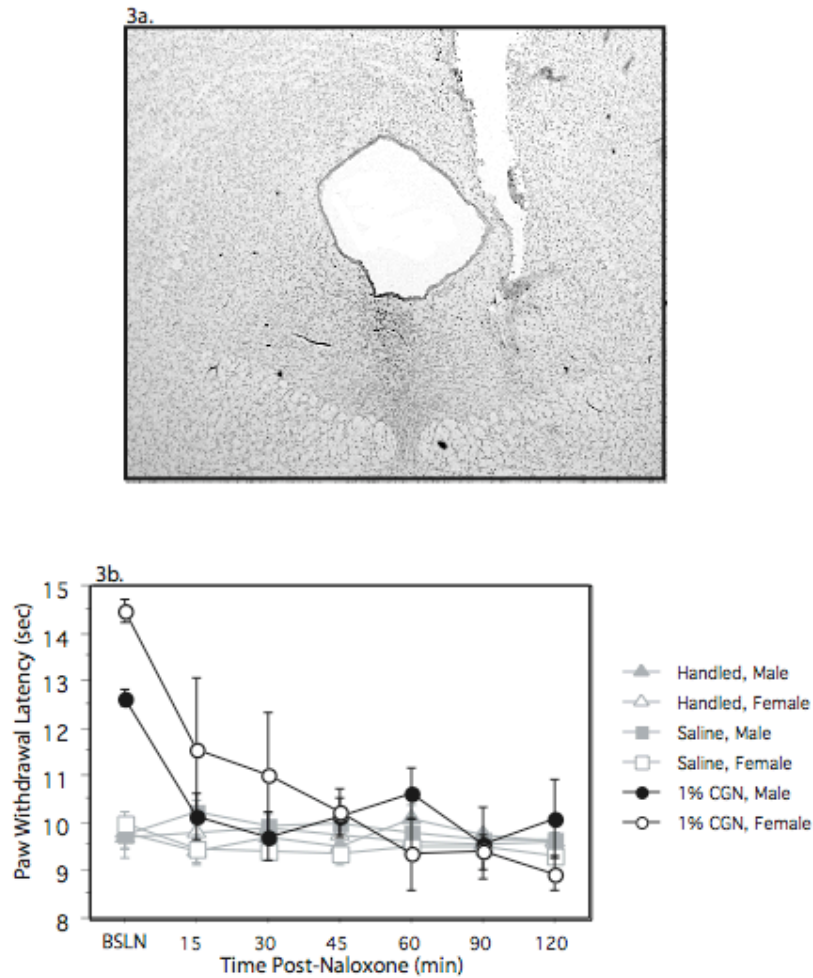 3a.
3b.
15
14
13
12
11
10
9
8
Paw Withdrawal Latency (sec)
BSLN 15 30 45 60 90 120
Time Post-Naloxone (min)
Handled, Male
Handled, Female
Saline, Male
Saline, Female
1% CGN, Male
1% CGN, Female